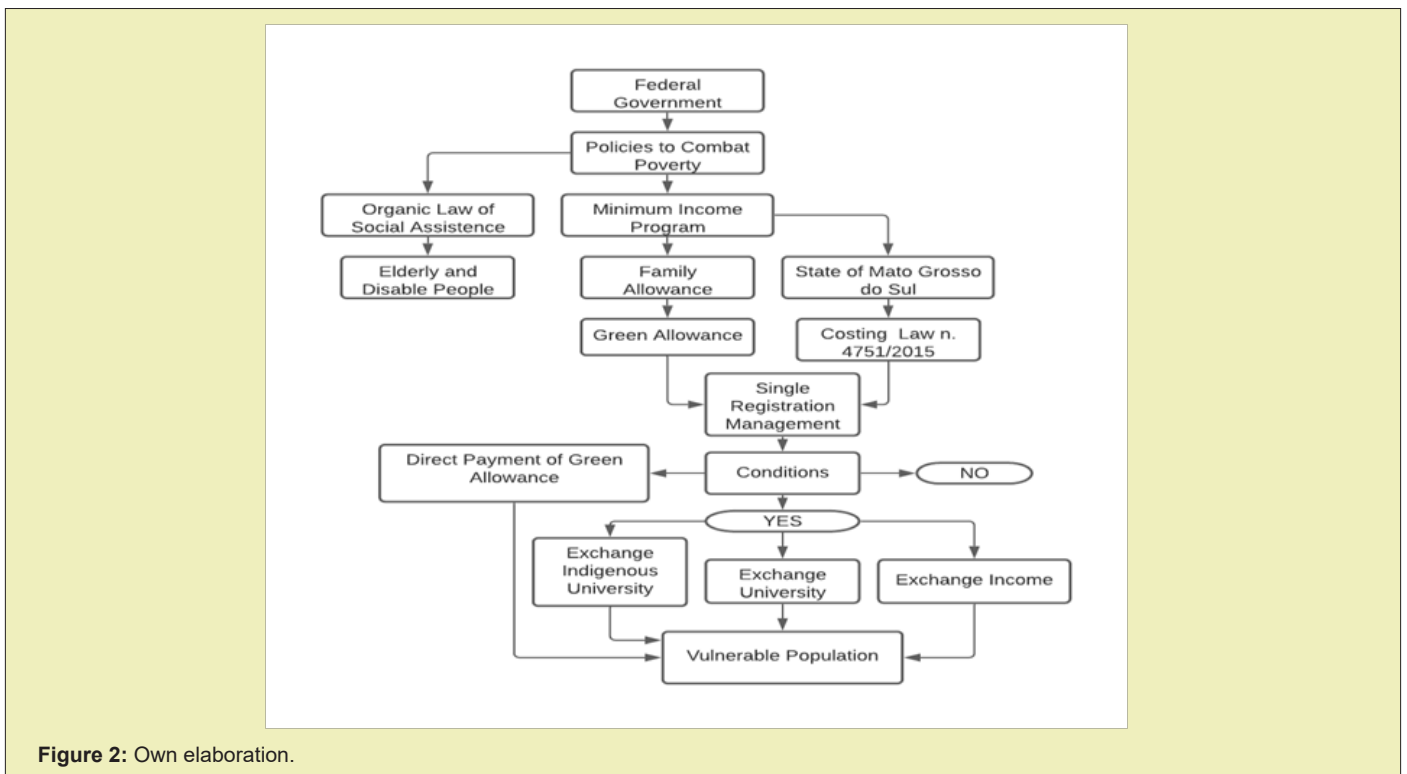 Federal
Government
Policies to Combat
Poverty
Organic Law of
Social Assistence
Minimum Income
Program
Elderly and
Disable People
Family
Allowance
State of Mato Grosso
do Sul
Green Allowance
Costing Law n.
4751/2015
Single
Registration
Management
Direct Payment of Green
Allowance
Conditions
NO
YES
Exchange
Indigenous
University
Exchange
University
Exchange Income
Vulnerable Population
Figure 2: Own elaboration.